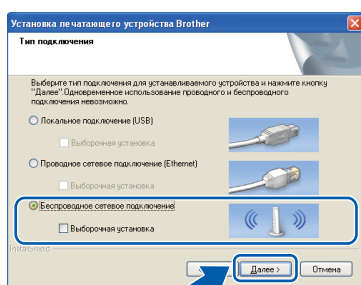 Установка печатающего устройства Brother
Тип подключения
Выберите тип подключения для устанавливаемого устройства и нажмите кнопку
"Далее".Одновременное использование проводного и беспроводного
подключения невозможно.
Локальное подключение (USB)
Выборочная установка
Проводное сетевое подключение (Ethernet)
Выборочная установка
Беспроводное сетевое подключение
Выборочная установка
InstallShield
Далее >
Отмена